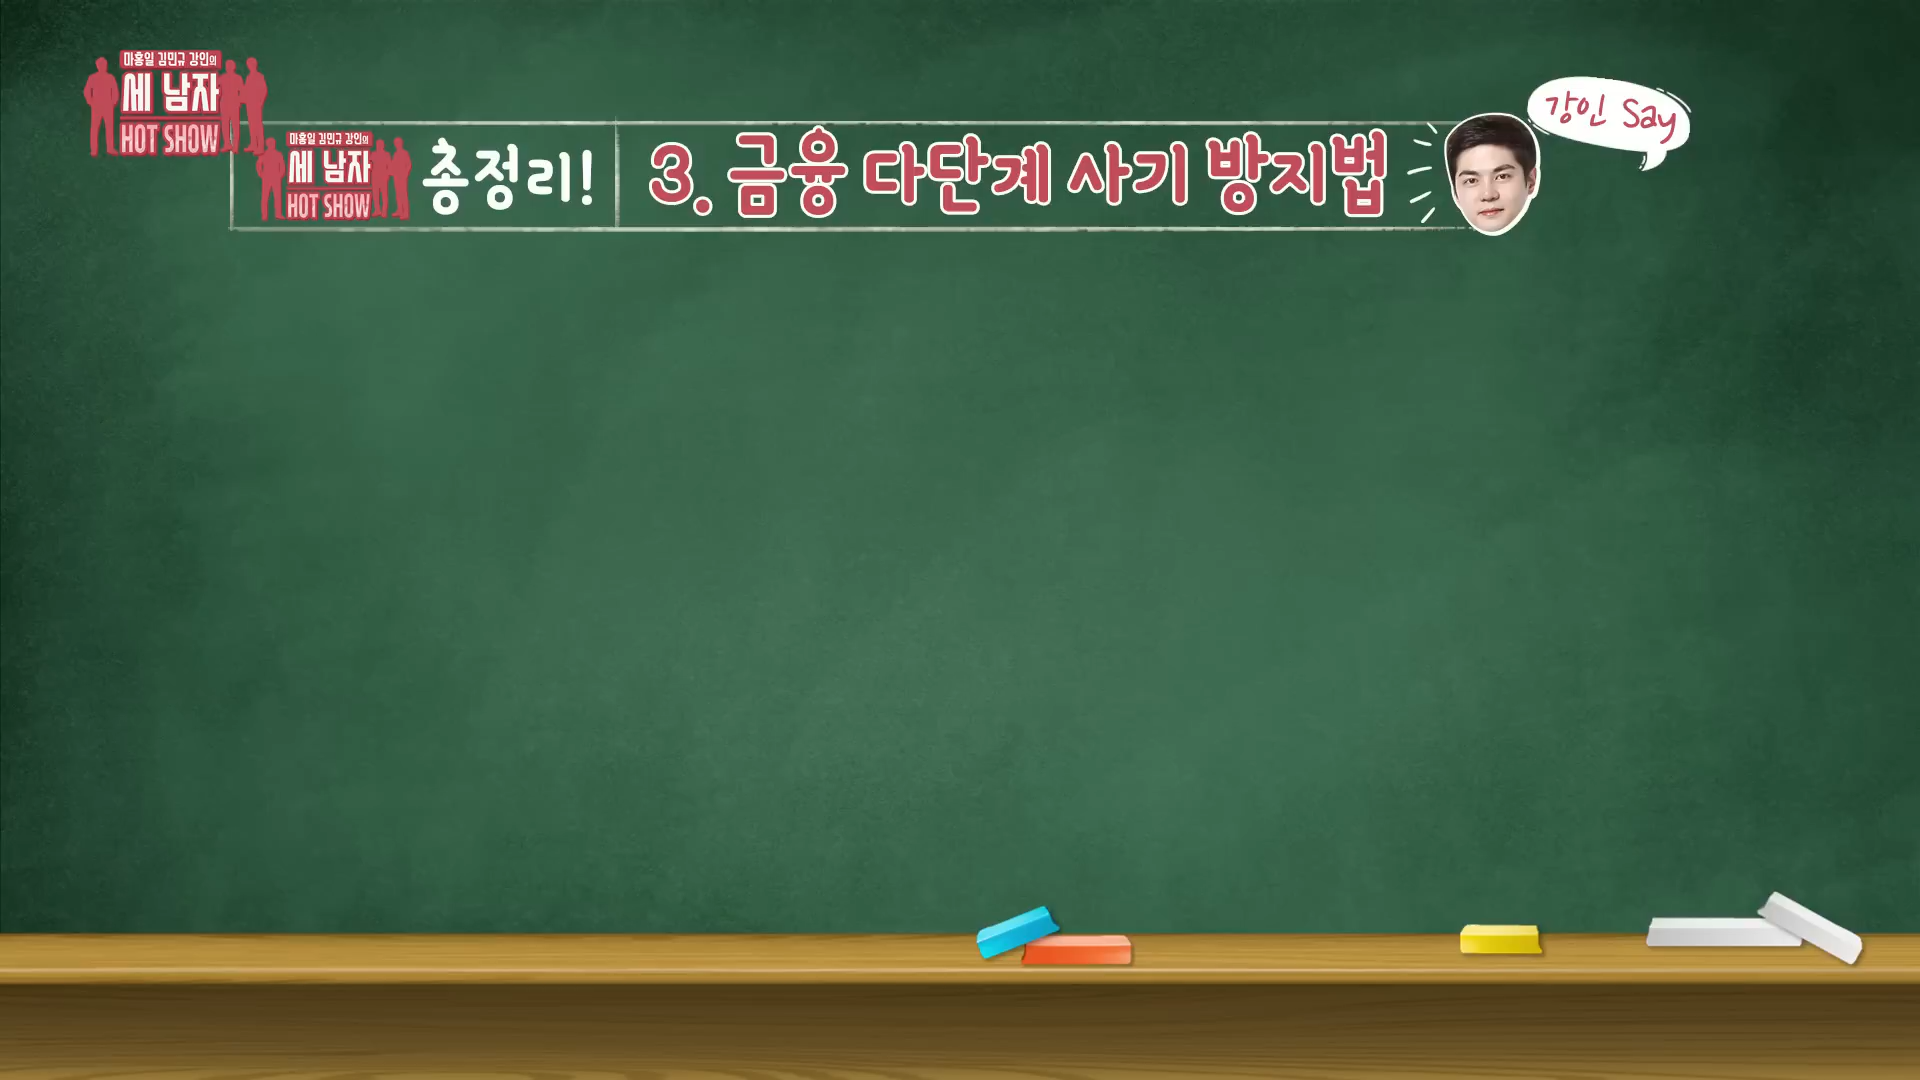 마홍일 김민규 강인의
세 남자
HOT SHOW
마홍일 김민규 강인의
세 남자
HOT SHOW
총정리!
3. 금융 다단계 사기 방지법
강인 Say